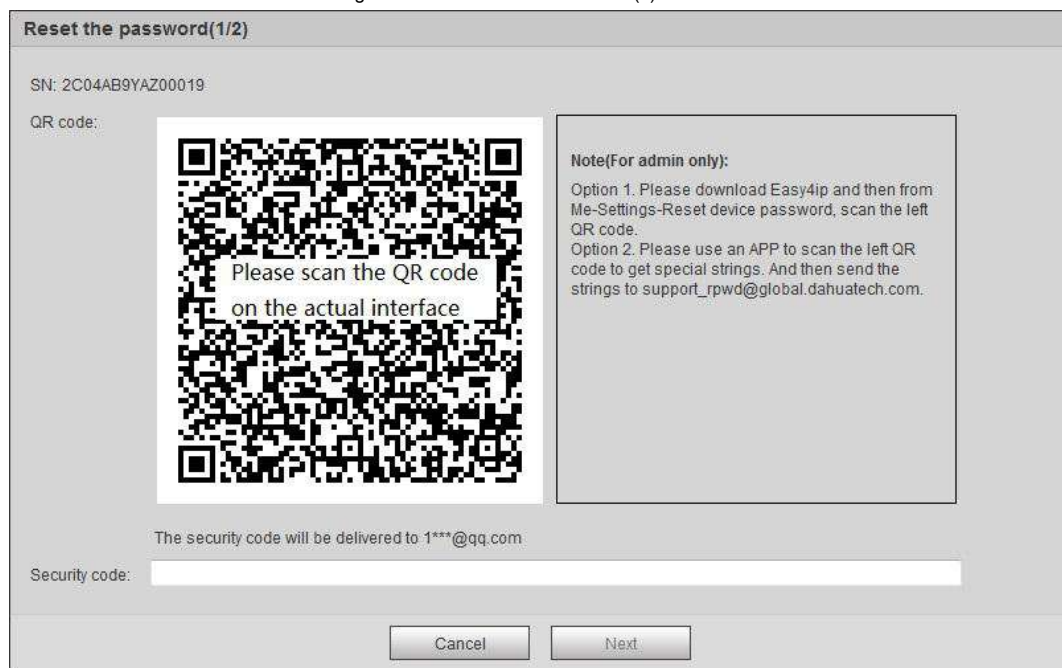 Reset the password(1/2)
SN: 2C04AB9YAZ00019
QR code:
Please scan the QR code
on the actual interface
Note(For admin only):
Option 1. Please download Easy4ip and then from
Me-Settings-Reset device password, scan the left
QR code.
Option 2. Please use an APP to scan the left QR
code to get special strings. And then send the
strings to support_rpwd@global.dahuatech.com.
The security code will be delivered to 1***@qq.com
Security code:
Cancel
Next